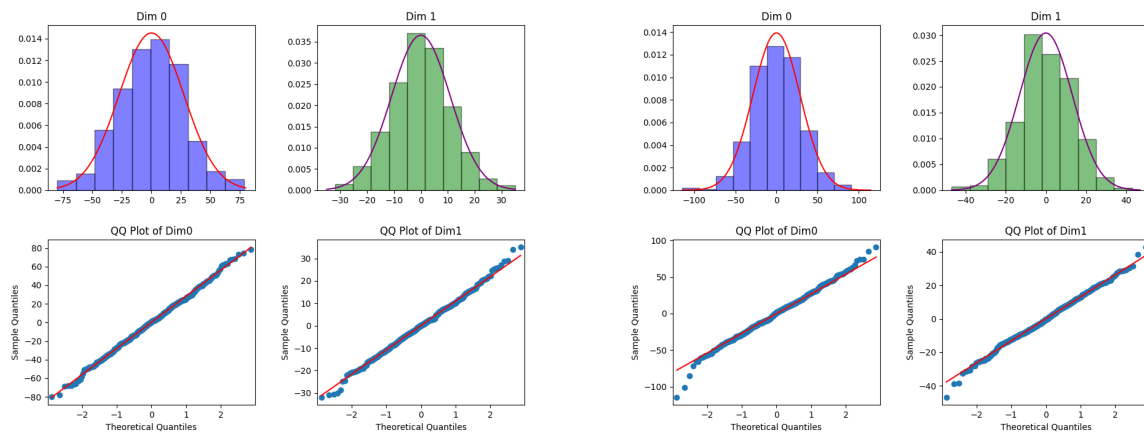 Dim 0
0.014
0.012
0.010
0.008
0.006
0.004
0.002
0.000
−75 −50 −25 0 25 50 75
Dim 1
0.035
0.030
0.025
0.020
0.015
0.010
0.005
0.000
−30 −20 −10 0 10 20 30
Dim 0
0.014
0.012
0.010
0.008
0.006
0.004
0.002
0.000
−100 −50 0 50 100
Dim 1
0.030
0.025
0.020
0.015
0.010
0.005
0.000
−40 −20 0 20 40
QQ Plot of Dim0
Sample Quantiles
80
60
40
20
0
−20
−40
−60
−80
−2 −1 0 1 2
Theoretical Quantiles
QQ Plot of Dim1
Sample Quantiles
30
20
10
0
−10
−20
−30
−2 −1 0 1 2
Theoretical Quantiles
QQ Plot of Dim0
Sample Quantiles
100
50
0
−50
−100
−2 −1 0 1 2
Theoretical Quantiles
QQ Plot of Dim1
Sample Quantiles
40
20
0
−20
−40
−2 −1 0 1 2
Theoretical Quantiles